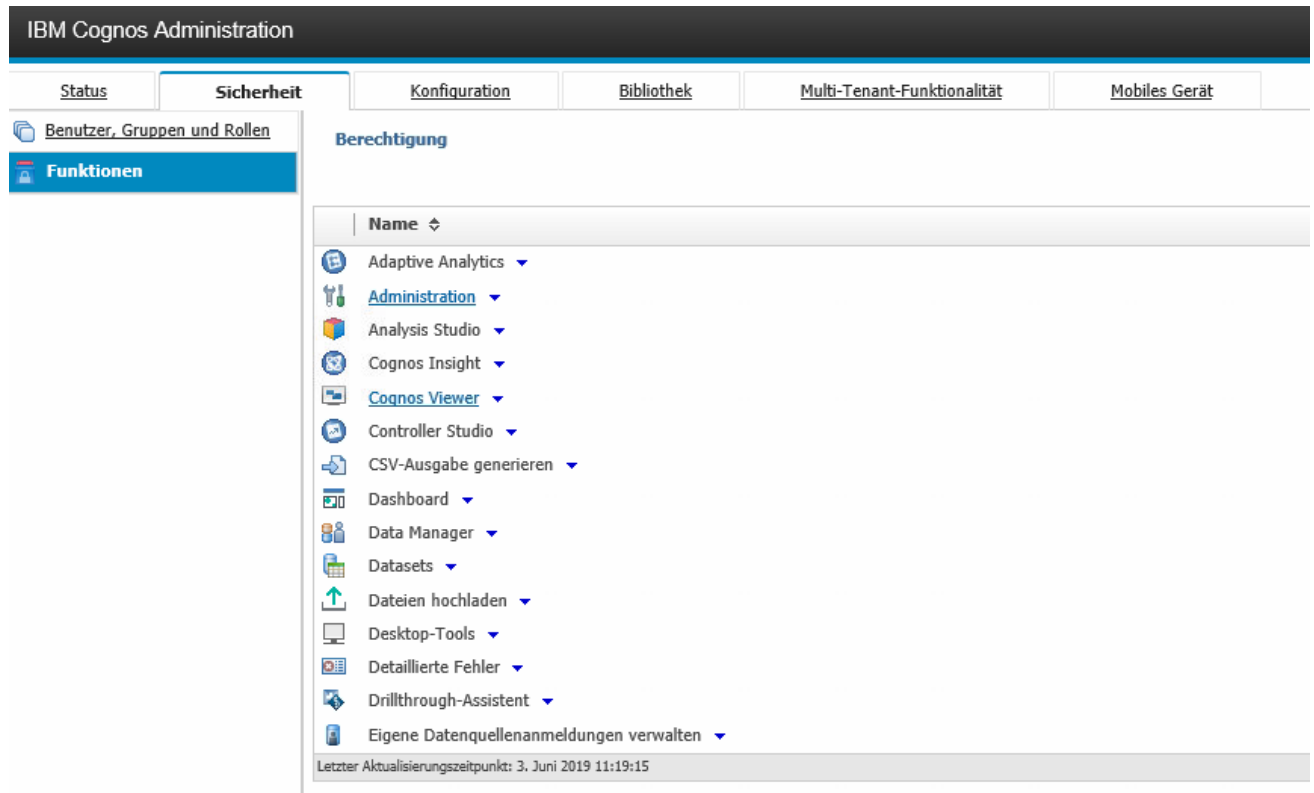 IBM Cognos Administration
Status Sicherheit Konfiguration Bibliothek Multi-Tenant-Funktionalität Mobiles Gerät
Benutzer, Gruppen und Rollen
Funktionen
Berechtigung
Name
Adaptive Analytics
Administration
Analysis Studio
Cognos Insight
Cognos Viewer
Controller Studio
CSV-Ausgabe generieren
Dashboard
Data Manager
Datasets
Dateien hochladen
Desktop-Tools
Detaillierte Fehler
Drillthrough-Assistent
Eigene Datenquellenanmeldungen verwalten
Letzter Aktualisierungszeitpunkt: 3. Juni 2019 11:19:15